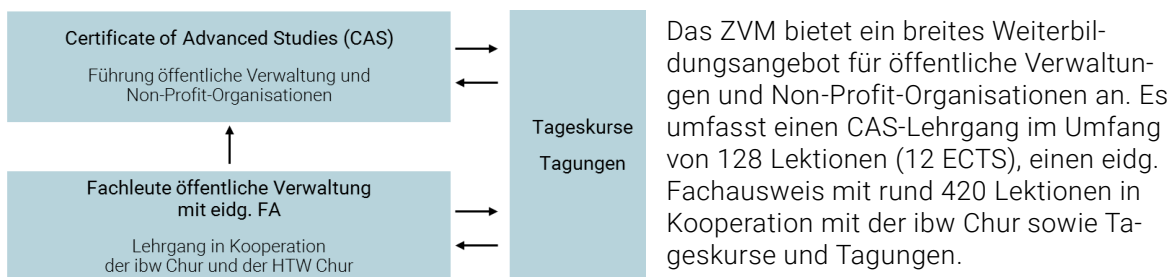 Certificate of Advanced Studies (CAS)
Führung öffentliche Verwaltung und
Non-Profit-Organisationen
Fachleute öffentliche Verwaltung
mit eidg. FA
Lehrgang in Kooperation
der ibw Chur und der HTW Chur
Tageskurse
Tagungen
Das ZVM bietet ein breites Weiterbil-
dungsangebot für öffentliche Verwaltun-
gen und Non-Profit-Organisationen an. Es
umfasst einen CAS-Lehrgang im Umfang
von 128 Lektionen (12 ECTS), einen eidg.
Fachausweis mit rund 420 Lektionen in
Kooperation mit der ibw Chur sowie Ta-
geskurse und Tagungen.